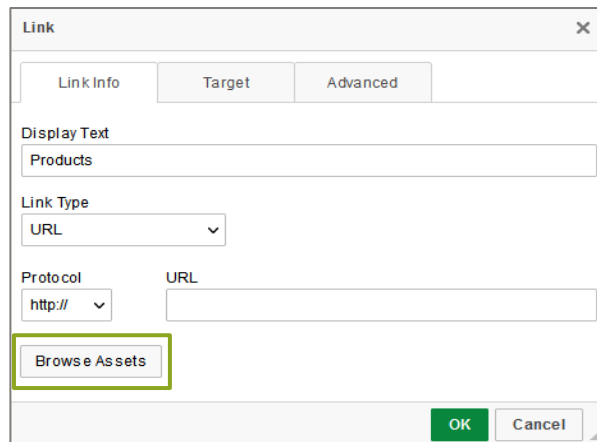 Link
Link Info Target Advanced
Display Text
Products
Link Type
URL
Protocol URL
http://
Browse Assets
OK Cancel